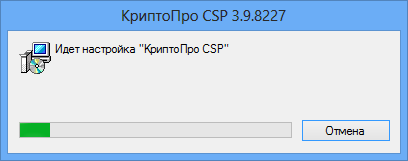 КриптоПро CSP 3.9.8227
Идет настройка "КриптоПро CSP"
Отмена